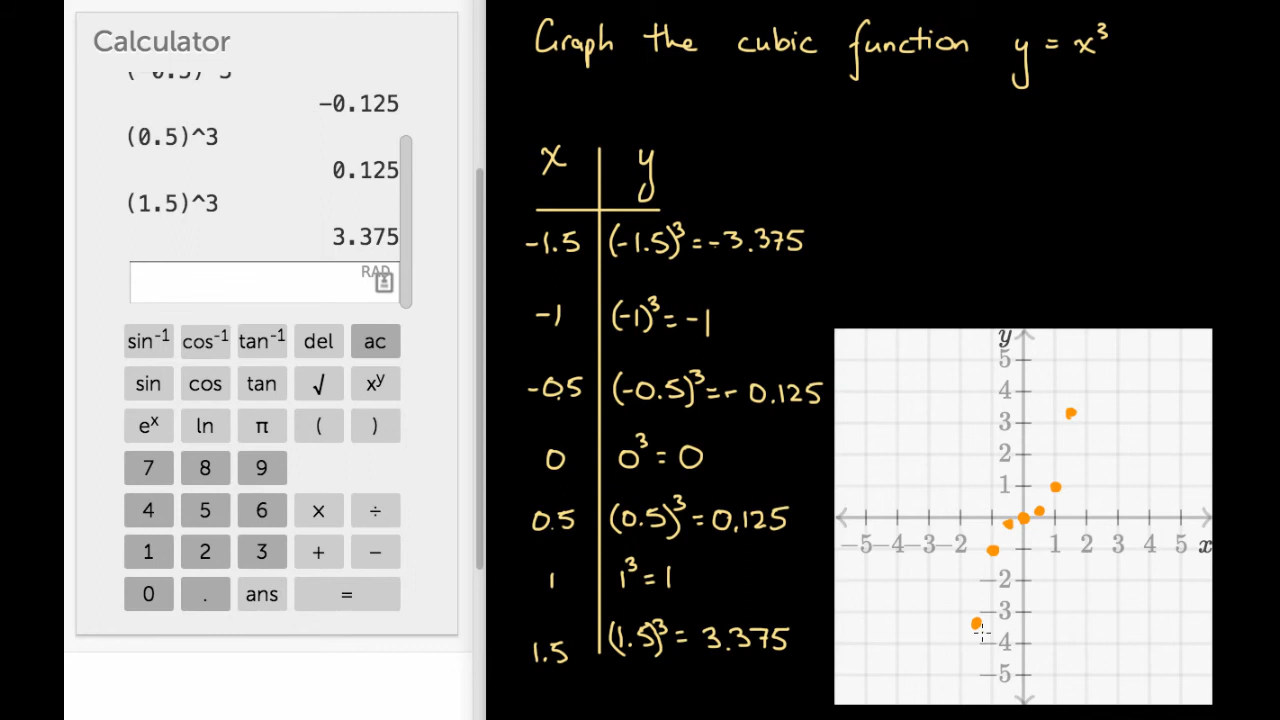 Calculator
-0.125
(0.5)^3
0.125
(1.5)^3
3.375
RAD
sin-1 cos-1 tan-1 del ac
sin cos tan √ xy
ex ln π ( )
7 8 9
4 5 6 × ÷
1 2 3 + −
0 . ans =
Graph the cubic function y = x³
x y
-1.5 (-1.5)³ = -3.375
-1 (-1)³ = -1
-0.5 (-0.5)³ = -0.125
0 0³ = 0
0.5 (0.5)³ = 0.125
1 1³ = 1
1.5 (1.5)³ = 3.375
y
5
4
3
2
1
-5 -4 -3 -2 1 2 3 4 5 x
-2
-3
-4
-5